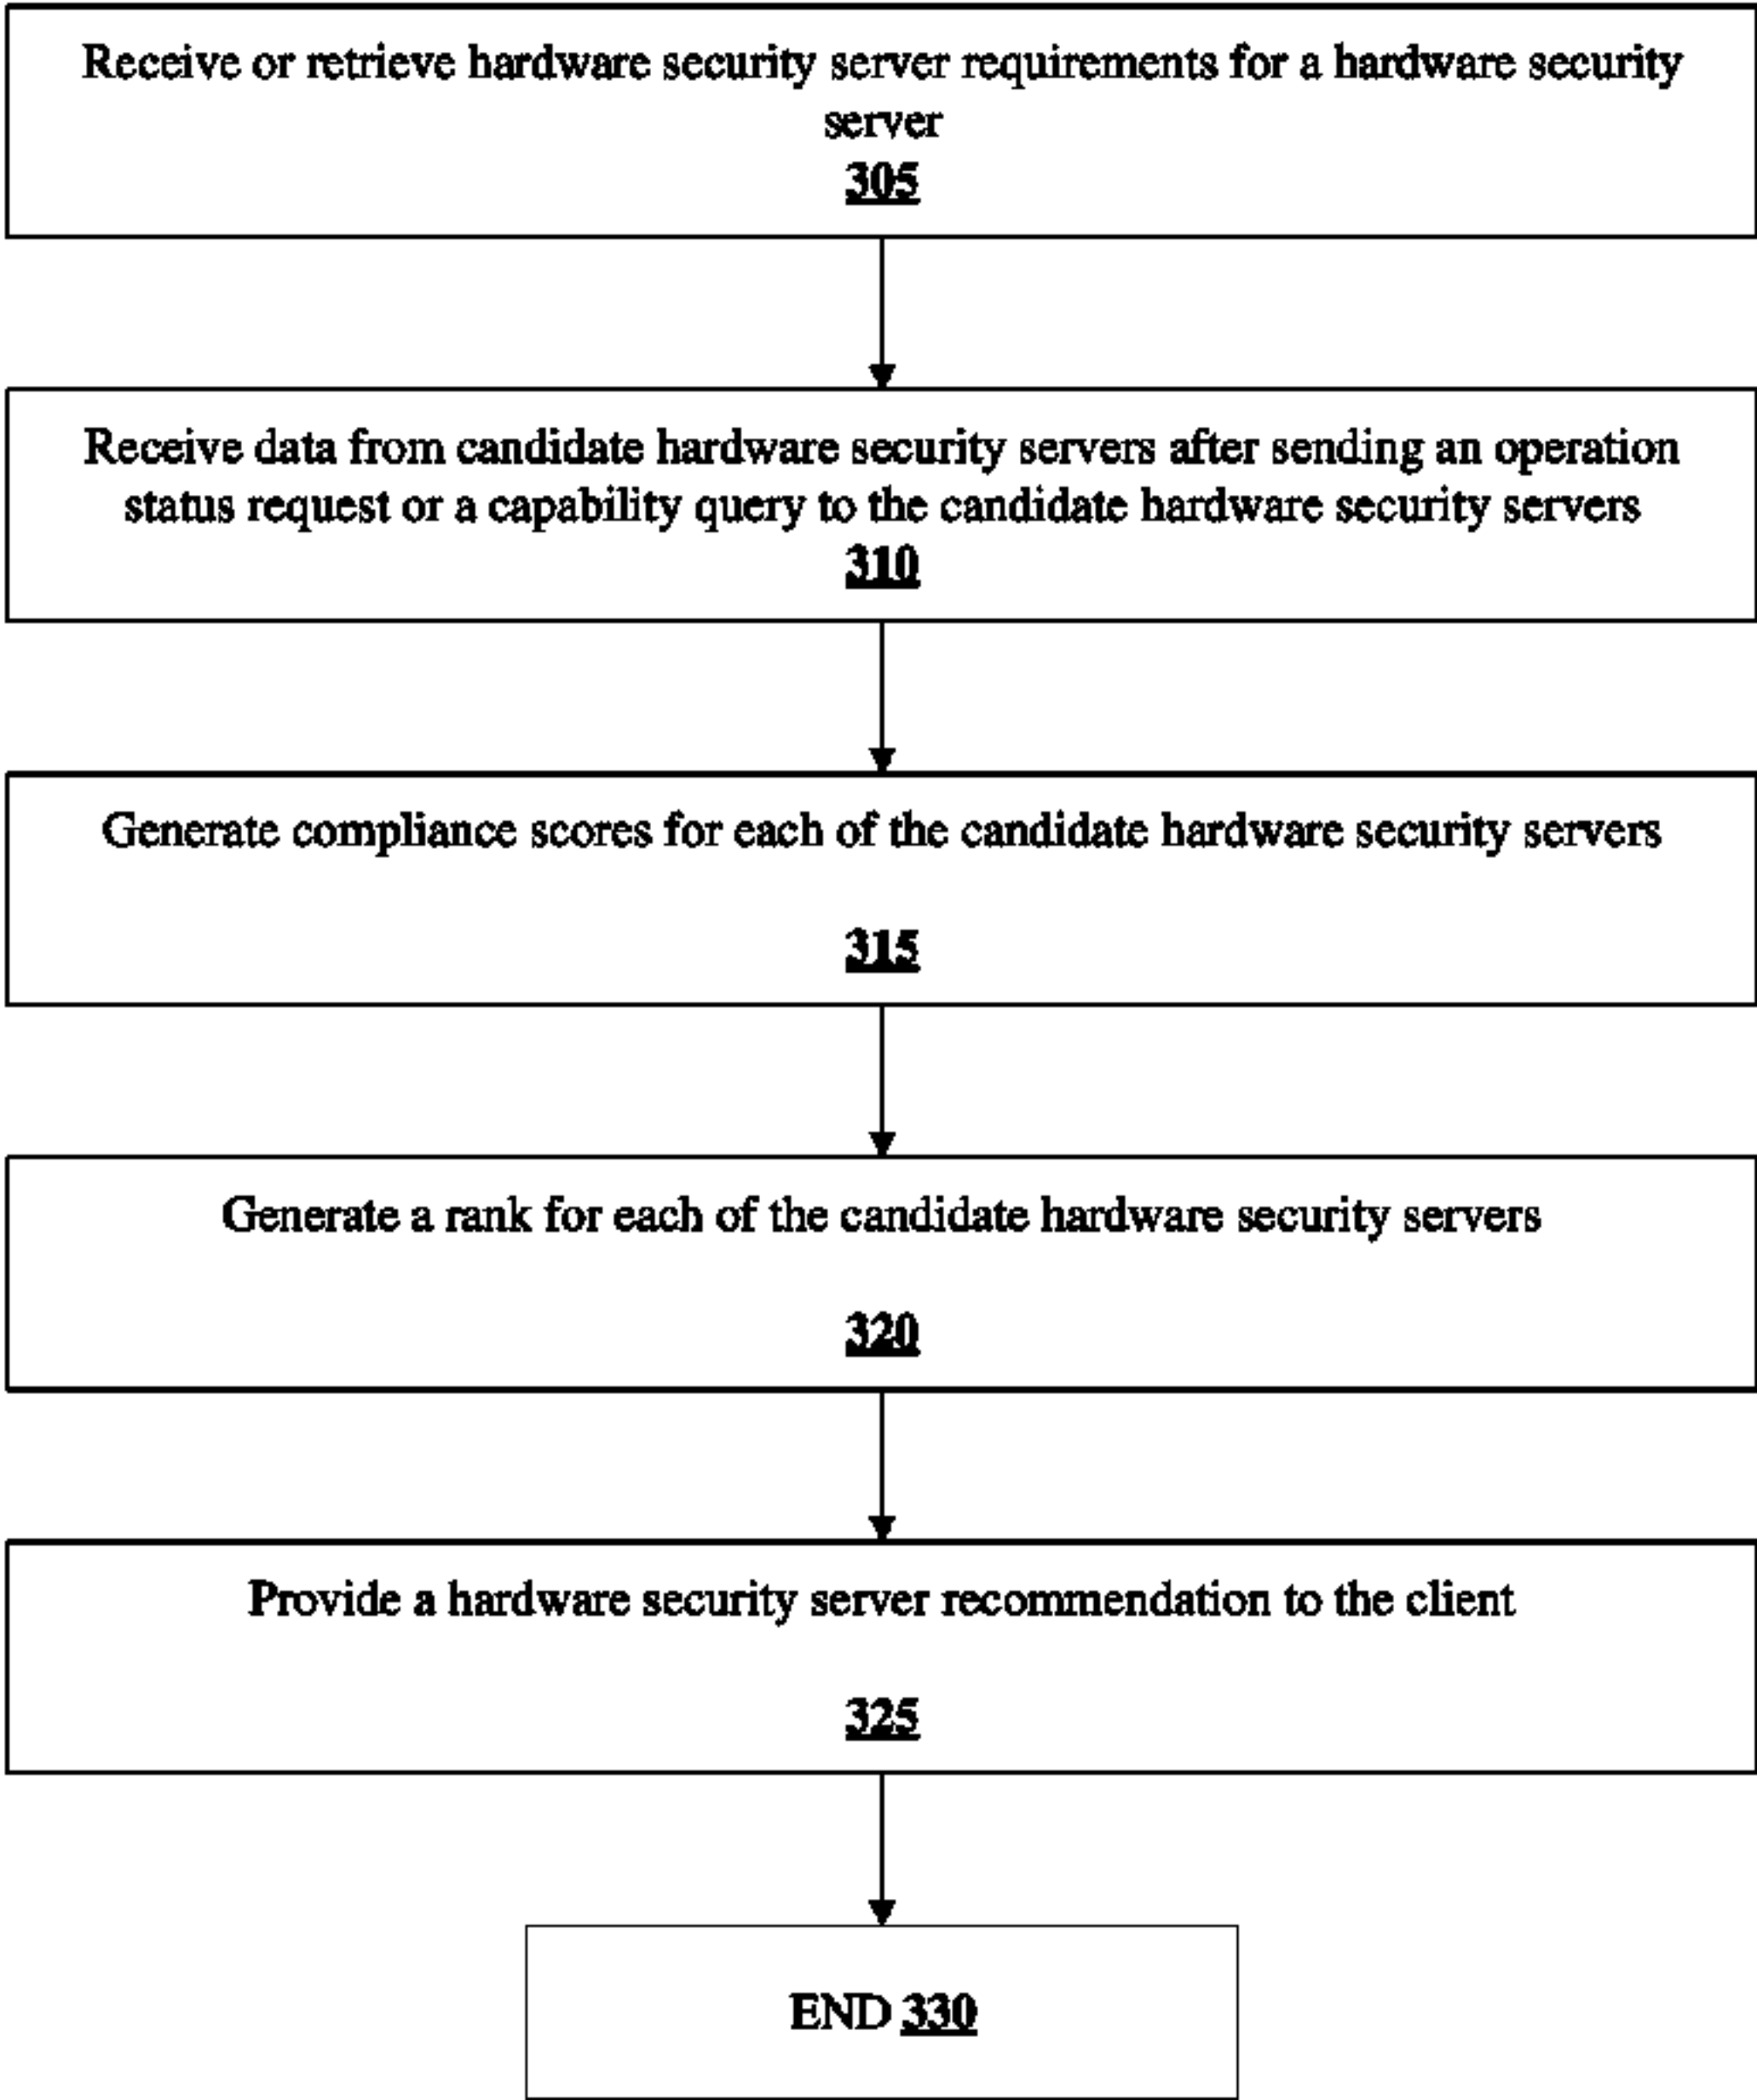 Receive or retrieve hardware security server requirements for a hardware security
server
305
Receive data from candidate hardware security servers after sending an operation
status request or a capability query to the candidate hardware security servers
310
Generate compliance scores for each of the candidate hardware security servers
315
Generate a rank for each of the candidate hardware security servers
320
Provide a hardware security server recommendation to the client
325
END 330